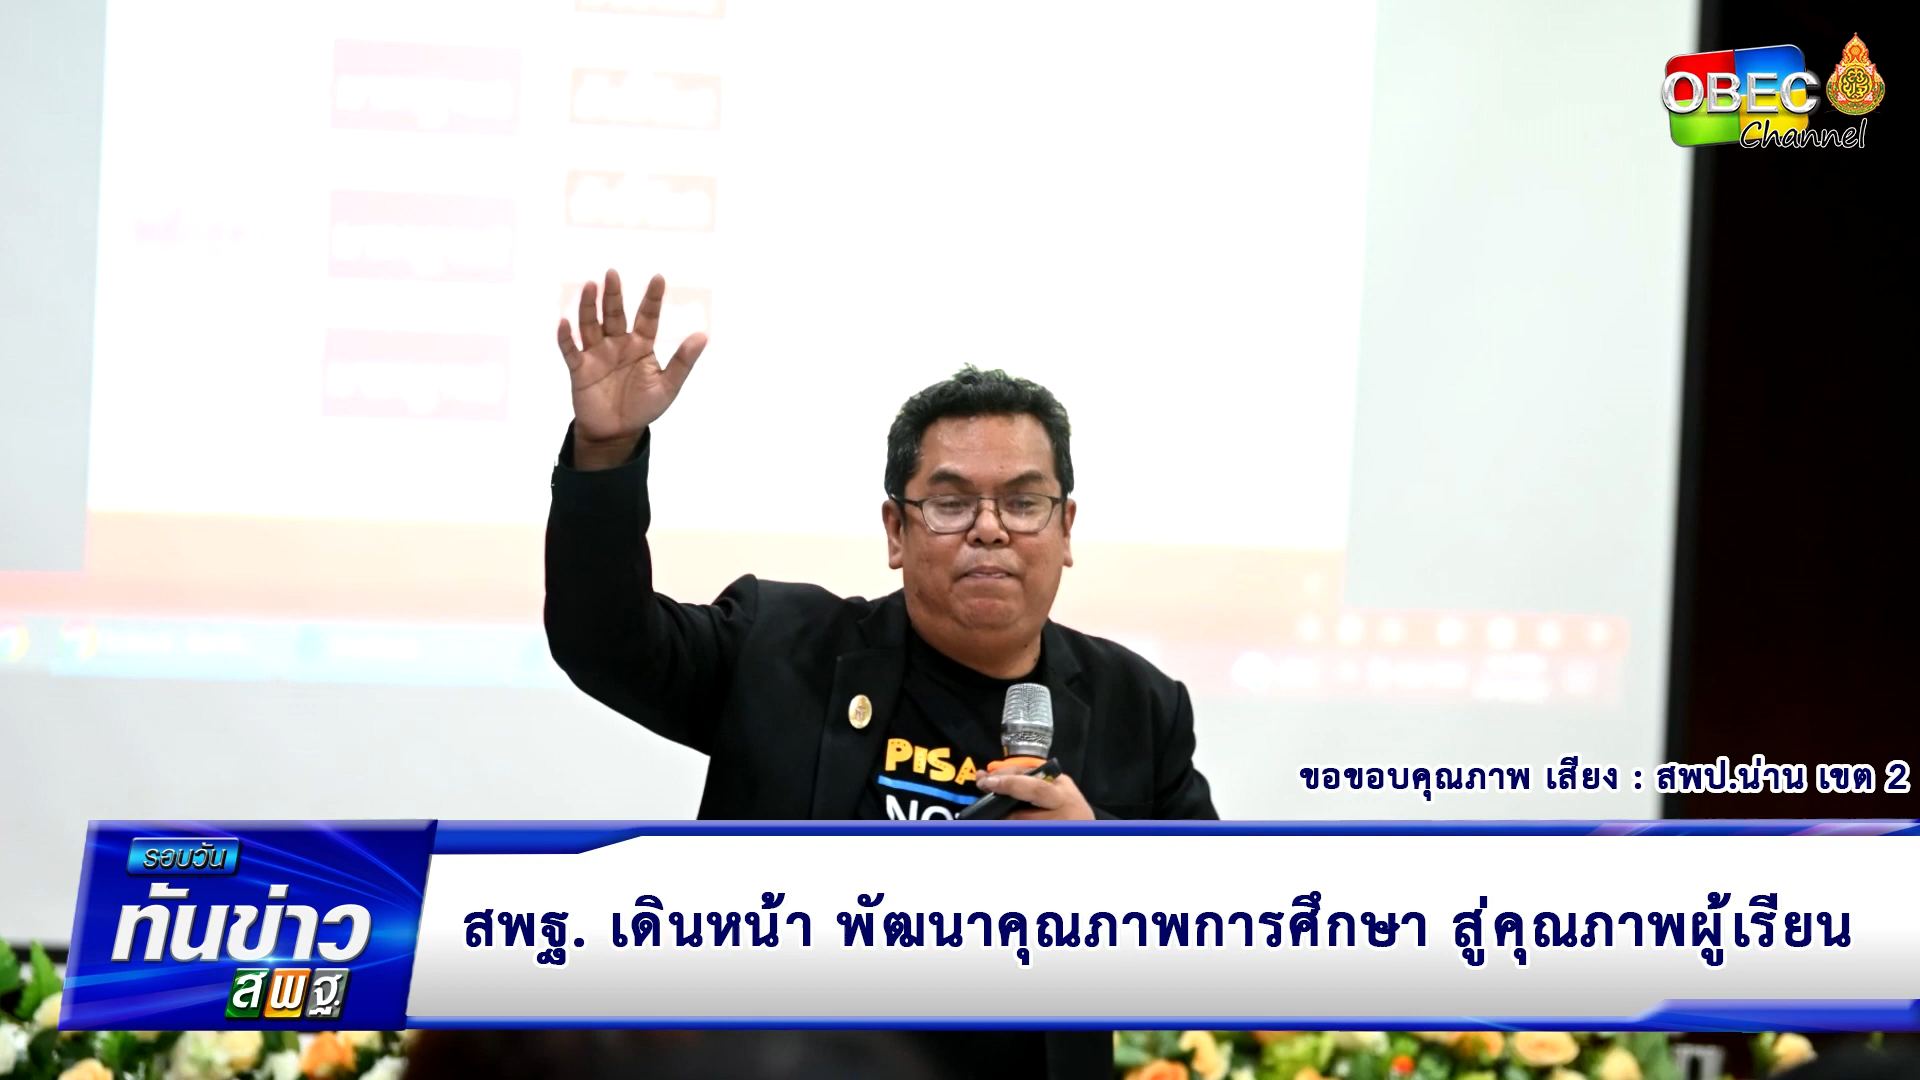 OBEC
Channel
PISA
ขอขอบคุณภาพ เสียง : สพป.น่าน เขต 2
รอบวัน
ทันข่าว
สพฐ.
สพฐ. เดินหน้า พัฒนาคุณภาพการศึกษา สู่คุณภาพผู้เรียน